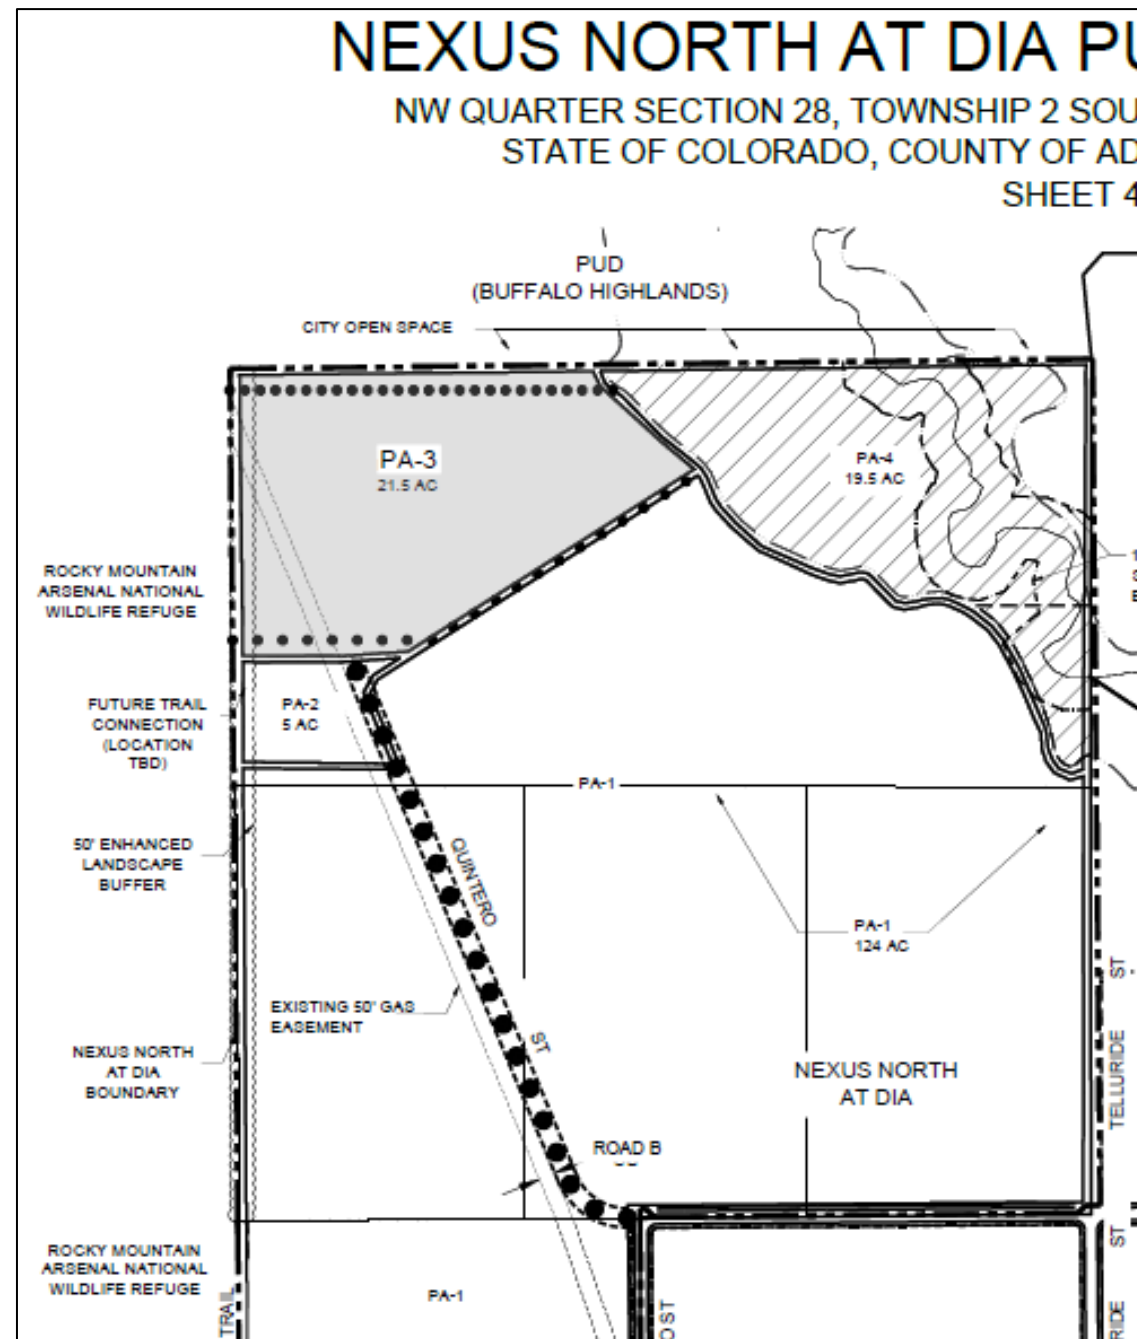 NEXUS NORTH AT DIA PU
NW QUARTER SECTION 28, TOWNSHIP 2 SOU
STATE OF COLORADO, COUNTY OF AD
SHEET 4
PUD
(BUFFALO HIGHLANDS)
CITY OPEN SPACE
PA-3
21.5 AC
PA-4
19.5 AC
ROCKY MOUNTAIN
ARSENAL NATIONAL
WILDLIFE REFUGE
FUTURE TRAIL
CONNECTION
(LOCATION
TBD)
PA-2
5 AC
PA-1
50' ENHANCED
LANDSCAPE
BUFFER
QUINTERO
ST
PA-1
124 AC
EXISTING 50' GAS
EASEMENT
NEXUS NORTH
AT DIA
BOUNDARY
NEXUS NORTH
AT DIA
TELLURIDE
ST
ROAD B
ROCKY MOUNTAIN
ARSENAL NATIONAL
WILDLIFE REFUGE
PA-1
TRAIL
O ST
RIDE
ST